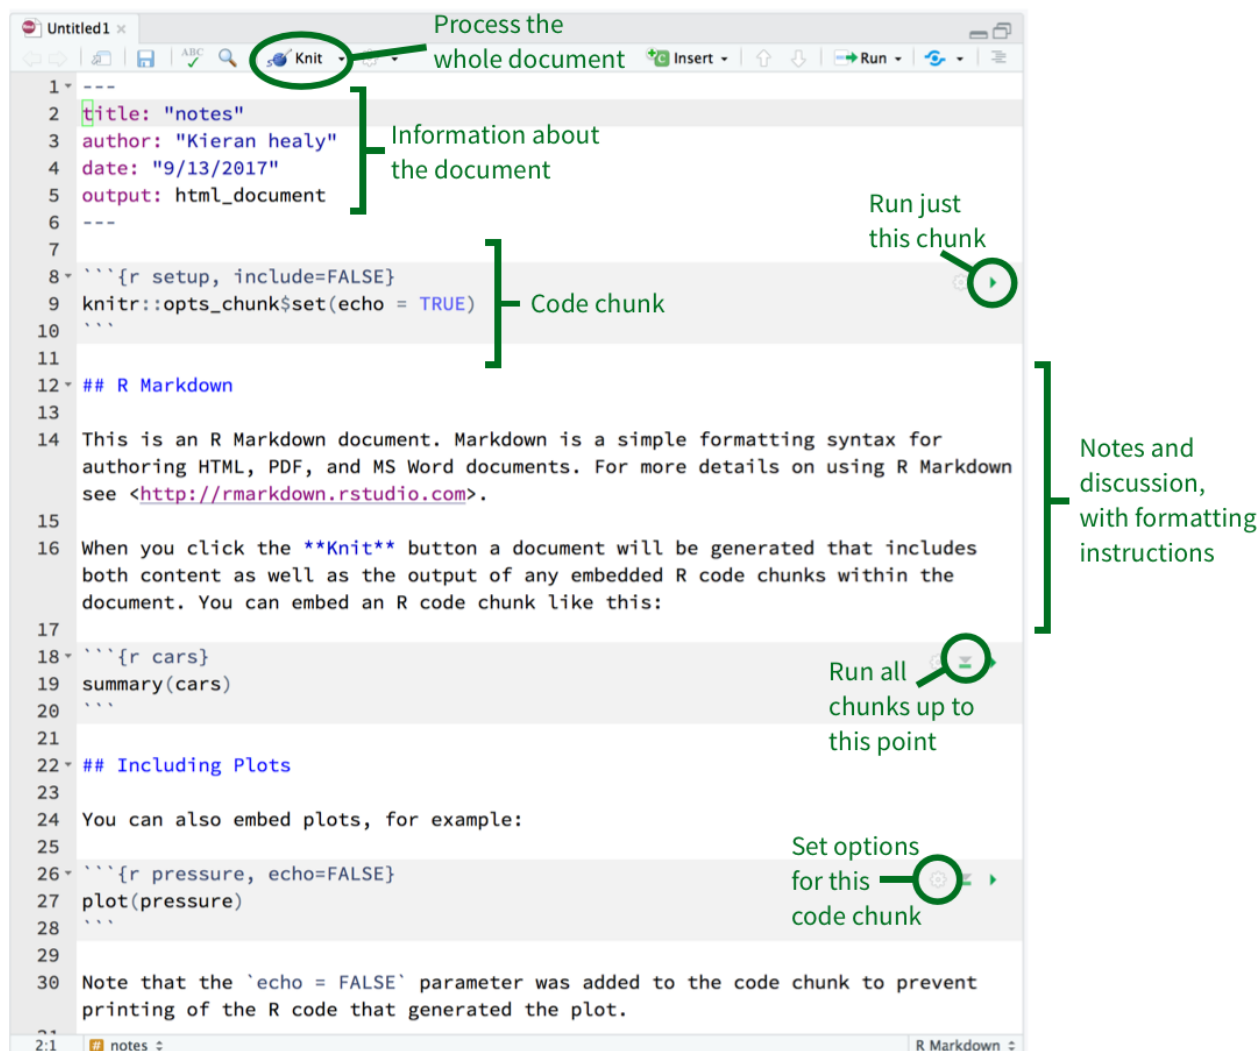 Untitled1
Process the
whole document
ABC
Knit
Insert
Run
1 ---
2 title: "notes"
3 author: "Kieran healy"
4 date: "9/13/2017"
5 output: html_document
6 ---
Information about
the document
7
Run just
this chunk
8 ```{r setup, include=FALSE}
9 knitr::opts_chunk$set(echo = TRUE)
10 ```
Code chunk
11
12 ## R Markdown
13
14 This is an R Markdown document. Markdown is a simple formatting syntax for
authoring HTML, PDF, and MS Word documents. For more details on using R Markdown
see <http://rmarkdown.rstudio.com>.
15
16 When you click the **Knit** button a document will be generated that includes
both content as well as the output of any embedded R code chunks within the
document. You can embed an R code chunk like this:
Notes and
discussion,
with formatting
instructions
17
18 ```{r cars}
19 summary(cars)
20 ```
Run all
chunks up to
this point
21
22 ## Including Plots
23
24 You can also embed plots, for example:
25
26 ```{r pressure, echo=FALSE}
27 plot(pressure)
28 ```
Set options
for this
code chunk
29
30 Note that the `echo = FALSE` parameter was added to the code chunk to prevent
printing of the R code that generated the plot.
31
2:1 # notes R Markdown